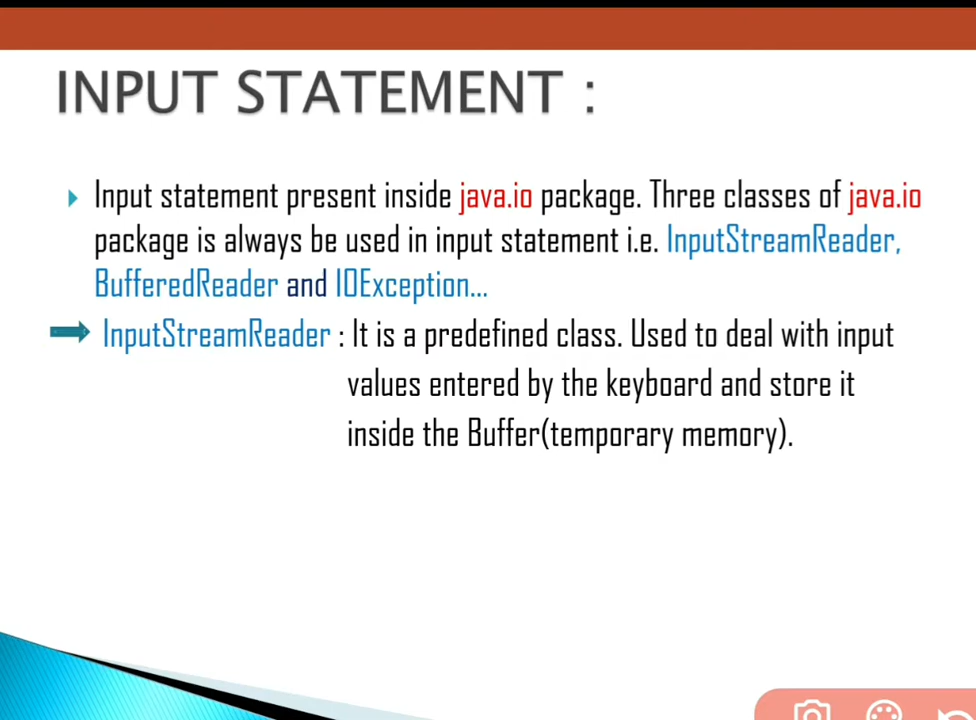 INPUT STATEMENT :
Input statement present inside java.io package. Three classes of java.io
package is always be used in input statement i.e. InputStreamReader,
BufferedReader and IOException...
InputStreamReader : It is a predefined class. Used to deal with input
values entered by the keyboard and store it
inside the Buffer(temporary memory).